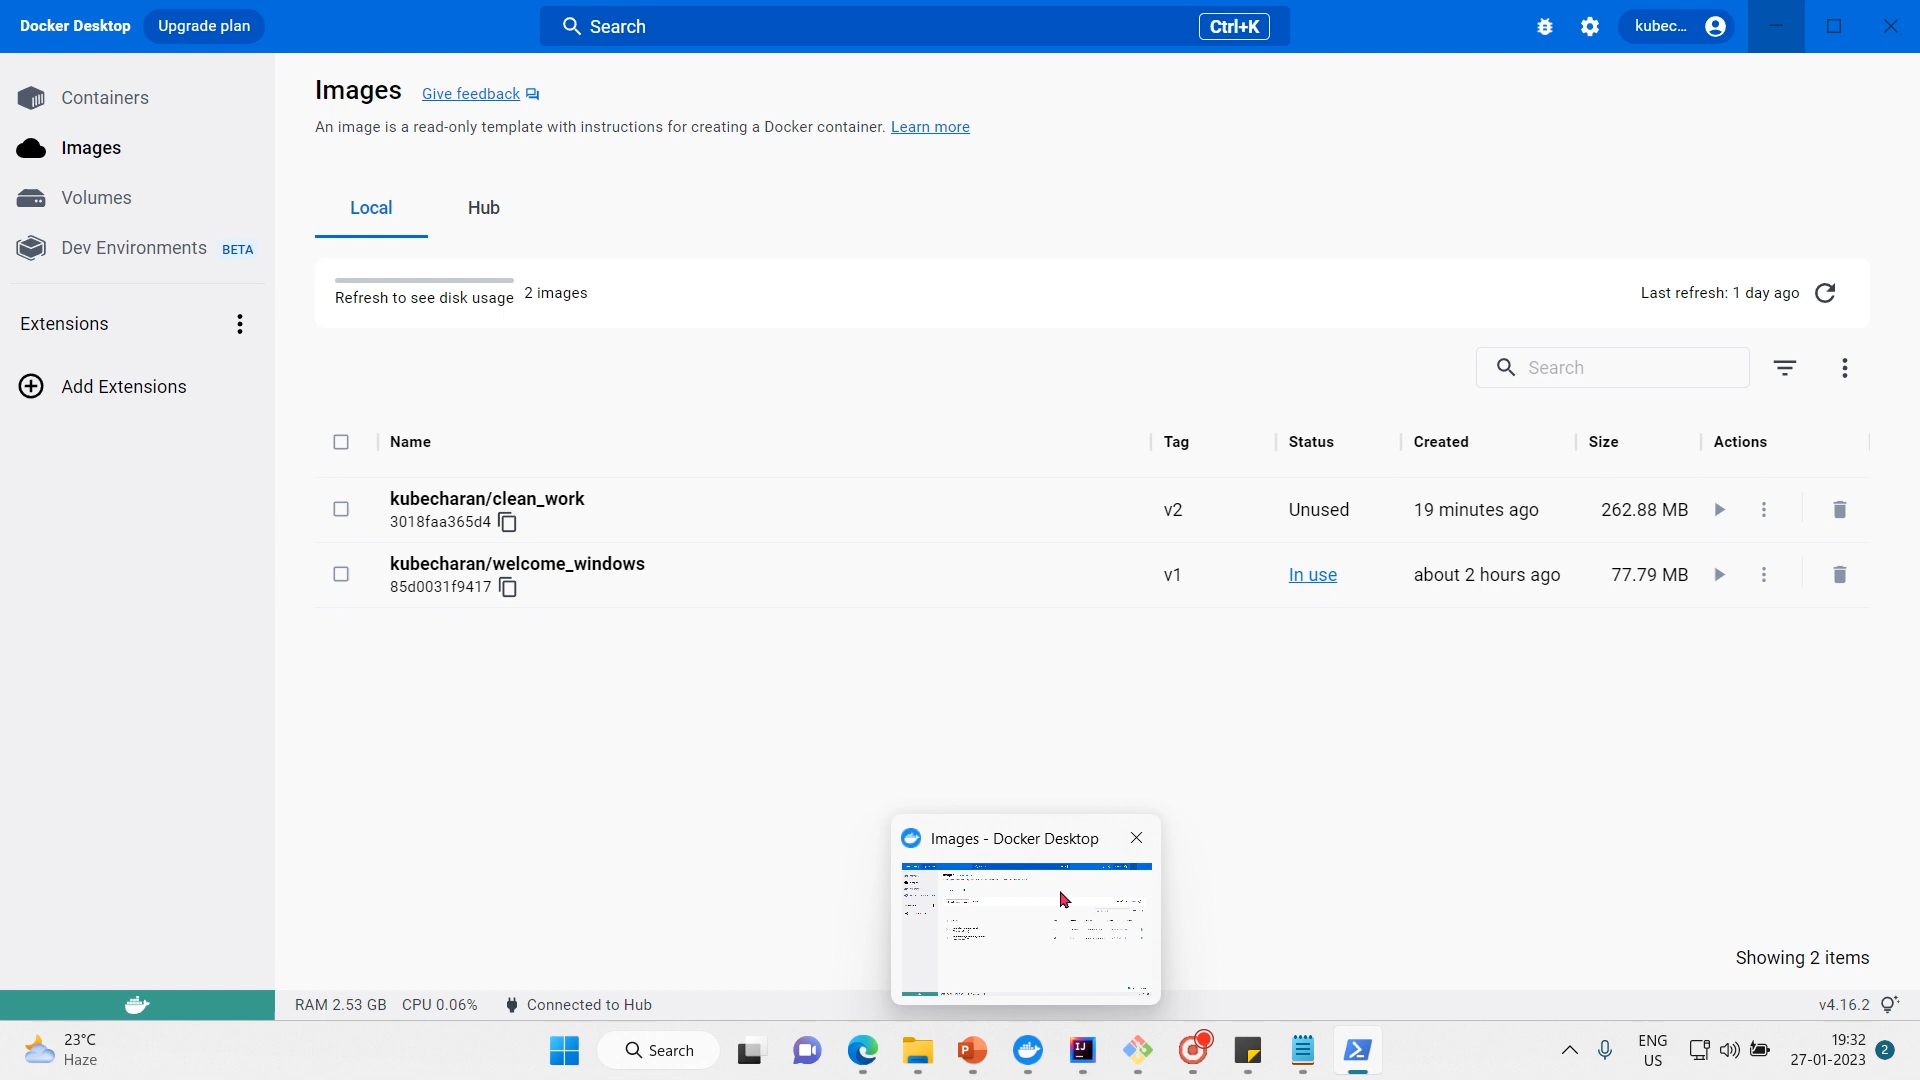 Docker Desktop
Upgrade plan
Search
Ctrl+K
kubec...
Containers
Images
Volumes
Dev Environments BETA
Extensions
Add Extensions
Images
Give feedback
An image is a read-only template with instructions for creating a Docker container. Learn more
Local
Hub
Refresh to see disk usage
2 images
Last refresh: 1 day ago
Search
Name Tag Status Created Size Actions
kubecharan/clean_work
3018faa365d4
v2 Unused 19 minutes ago 262.88 MB
kubecharan/welcome_windows
85d0031f9417
v1 In use about 2 hours ago 77.79 MB
Images - Docker Desktop
Showing 2 items
RAM 2.53 GB CPU 0.06% Connected to Hub
v4.16.2
23°C
Haze
Search
ENG
US
19:32
27-01-2023
2